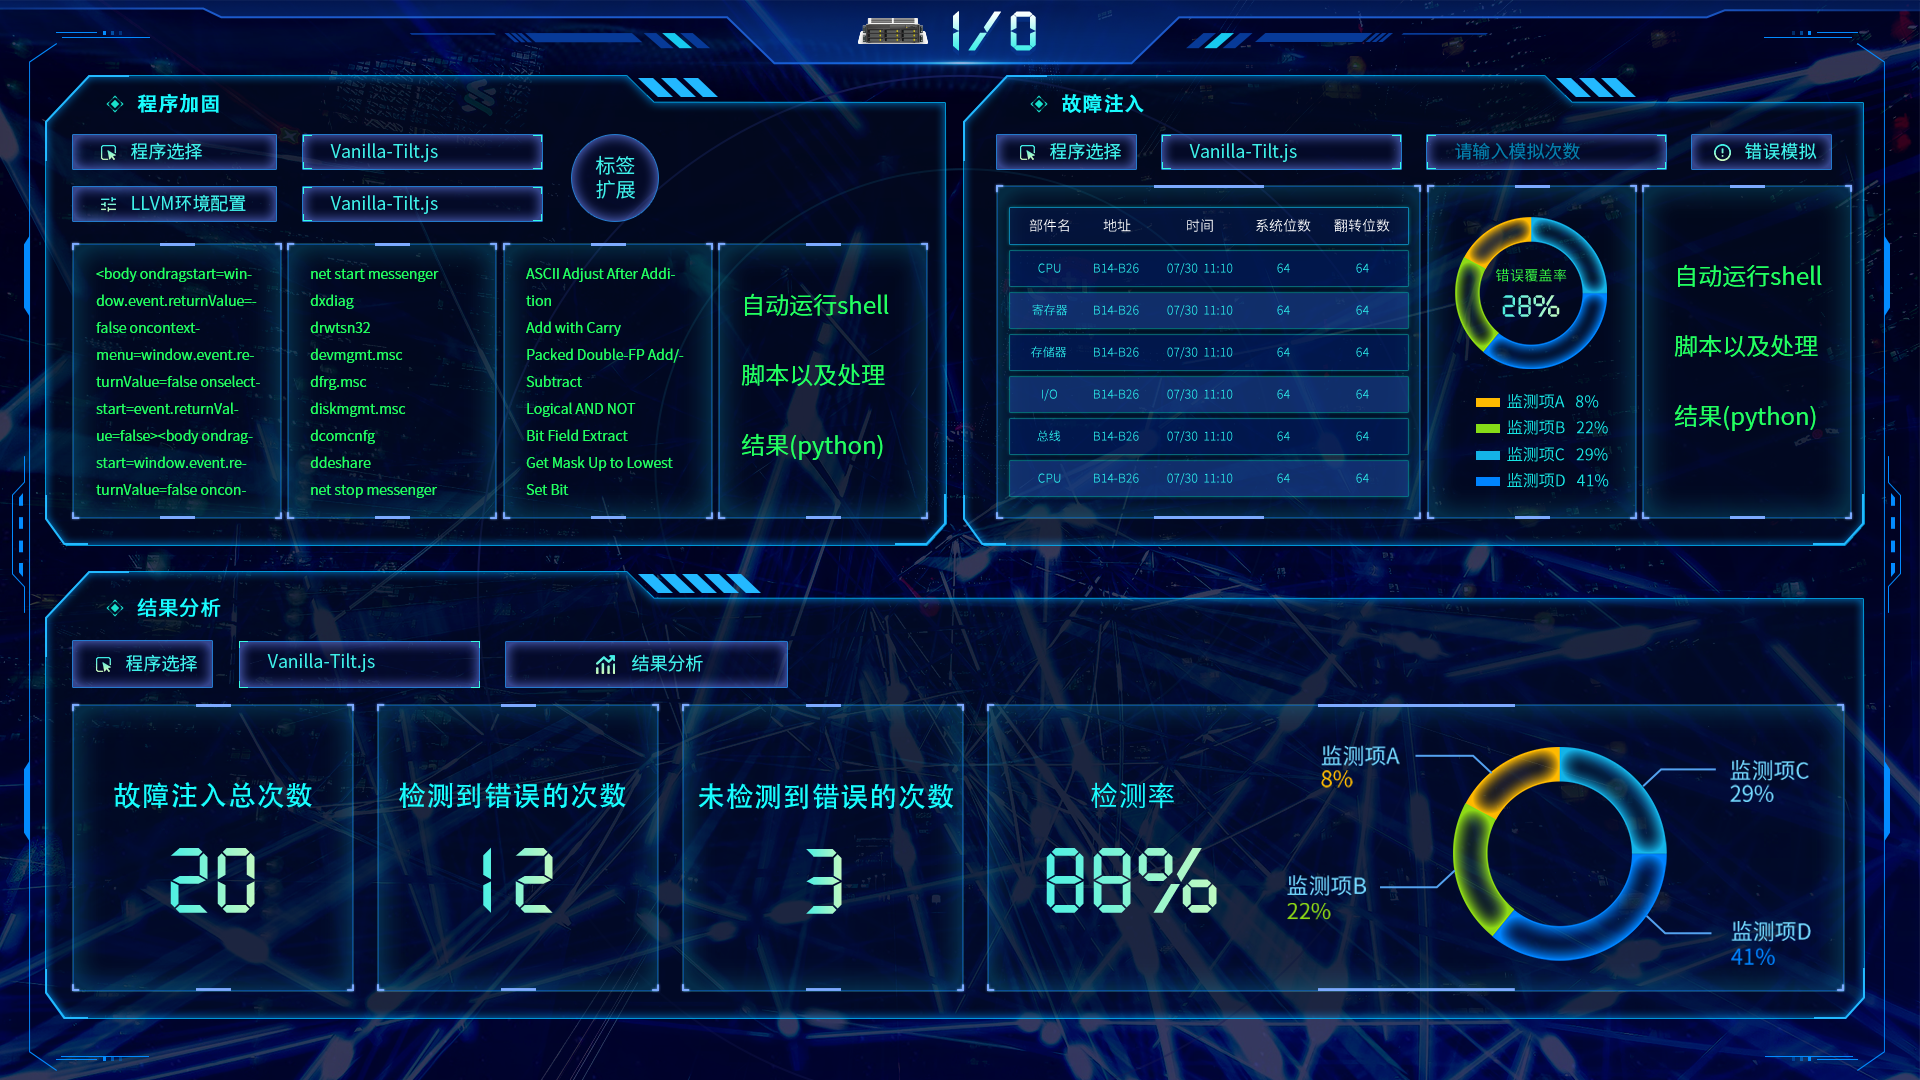 I/O
程序加固
程序选择
Vanilla-Tilt.js
LLVM环境配置
Vanilla-Tilt.js
标签
扩展
<body ondragstart=win-
dow.event.returnValue=-
false oncontext-
menu=window.event.re-
turnValue=false onselect-
start=event.returnVal-
ue=false><body ondrag-
start=window.event.re-
turnValue=false oncon-
net start messenger
dxdiag
drwtsn32
devmgmt.msc
dfrg.msc
diskmgmt.msc
dcomcnfg
ddeshare
net stop messenger
ASCII Adjust After Addi-
tion
Add with Carry
Packed Double-FP Add/-
Subtract
Logical AND NOT
Bit Field Extract
Get Mask Up to Lowest
Set Bit
自动运行shell
脚本以及处理
结果(python)
故障注入
程序选择
Vanilla-Tilt.js
请输入模拟次数
错误模拟
部件名 地址 时间 系统位数 翻转位数
CPU B14-B26 07/30 11:10 64 64
寄存器 B14-B26 07/30 11:10 64 64
存储器 B14-B26 07/30 11:10 64 64
I/O B14-B26 07/30 11:10 64 64
总线 B14-B26 07/30 11:10 64 64
CPU B14-B26 07/30 11:10 64 64
错误覆盖率
28%
监测项A 8%
监测项B 22%
监测项C 29%
监测项D 41%
自动运行shell
脚本以及处理
结果(python)
结果分析
程序选择
Vanilla-Tilt.js
结果分析
故障注入总次数
20
检测到错误的次数
12
未检测到错误的次数
3
检测率
88%
监测项A
8%
监测项B
22%
监测项C
29%
监测项D
41%